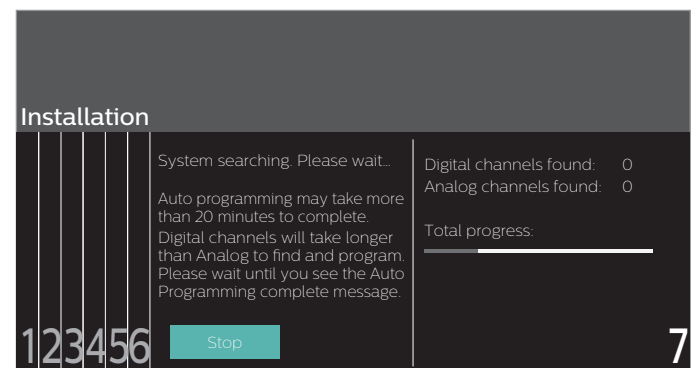 Installation
System searching. Please wait...
Auto programming may take more
than 20 minutes to complete.
Digital channels will take longer
than Analog to find and program.
Please wait until you see the Auto
Programming complete message.
Digital channels found: 0
Analog channels found: 0
Total progress:
123456
Stop
7